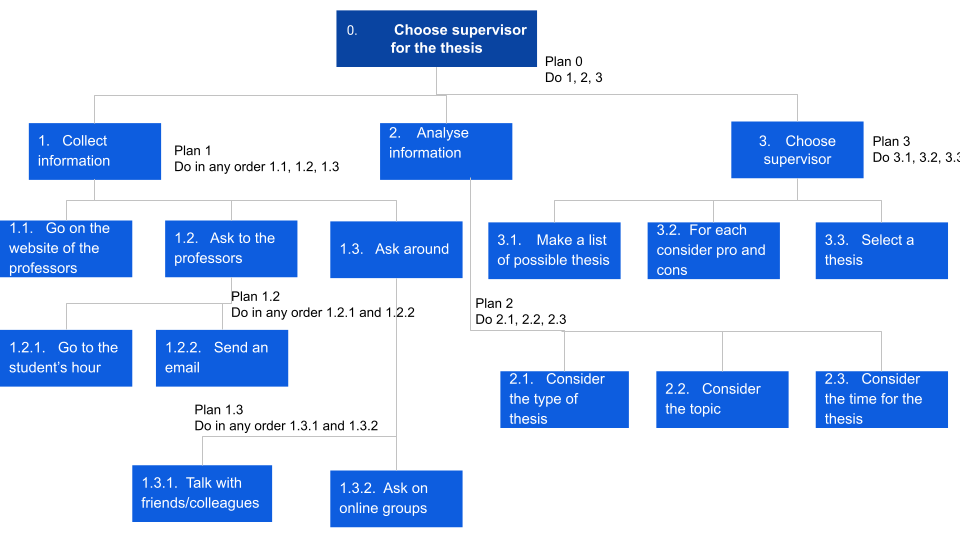 0. Choose supervisor
for the thesis
Plan 0
Do 1, 2, 3
1. Collect
information
Plan 1
Do in any order 1.1, 1.2, 1.3
2. Analyse
information
3. Choose
supervisor
Plan 3
Do 3.1, 3.2, 3.3
1.1. Go on the
website of the
professors
1.2. Ask to the
professors
1.3. Ask around
3.1. Make a list
of possible thesis
3.2. For each
consider pro and
cons
3.3. Select a
thesis
Plan 1.2
Do in any order 1.2.1 and 1.2.2
Plan 2
Do 2.1, 2.2, 2.3
1.2.1. Go to the
student’s hour
1.2.2. Send an
email
2.1. Consider
the type of
thesis
2.2. Consider
the topic
2.3. Consider
the time for the
thesis
Plan 1.3
Do in any order 1.3.1 and 1.3.2
1.3.1. Talk with
friends/colleagues
1.3.2. Ask on
online groups